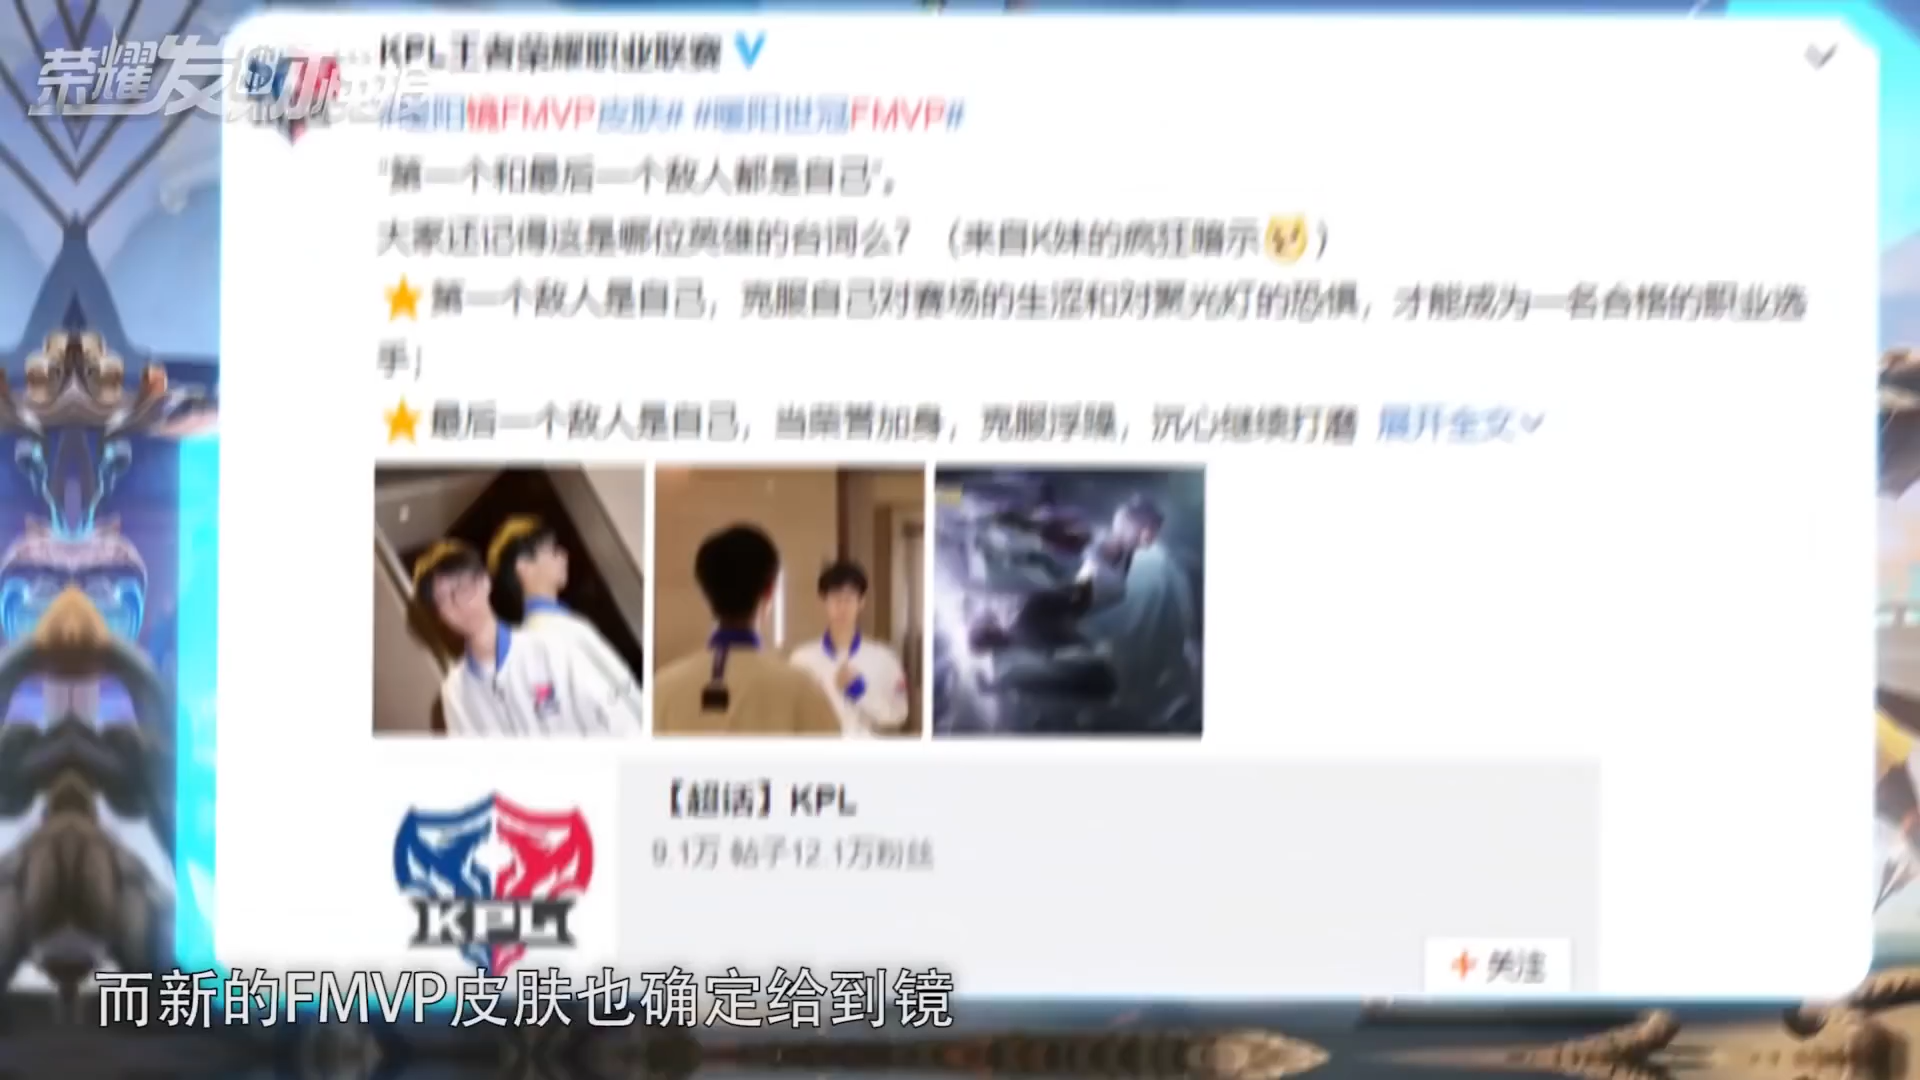 荣耀发
KPL王者荣耀职业联赛
#暖阳镜FMVP皮肤# #暖阳世冠FMVP#
"第一个和最后一个敌人都是自己",
大家还记得这是哪位英雄的台词么？（来自K妹的疯狂暗示）
第一个敌人是自己，克服自己对赛场的生涩和对聚光灯的恐惧，才能成为一名合格的职业选
手；
最后一个敌人是自己，当荣誉加身，克服浮躁，沉心继续打磨 展开全文
【超话】KPL
9.1万 帖子12.1万粉丝
KPL
+关注
而新的FMVP皮肤也确定给到镜